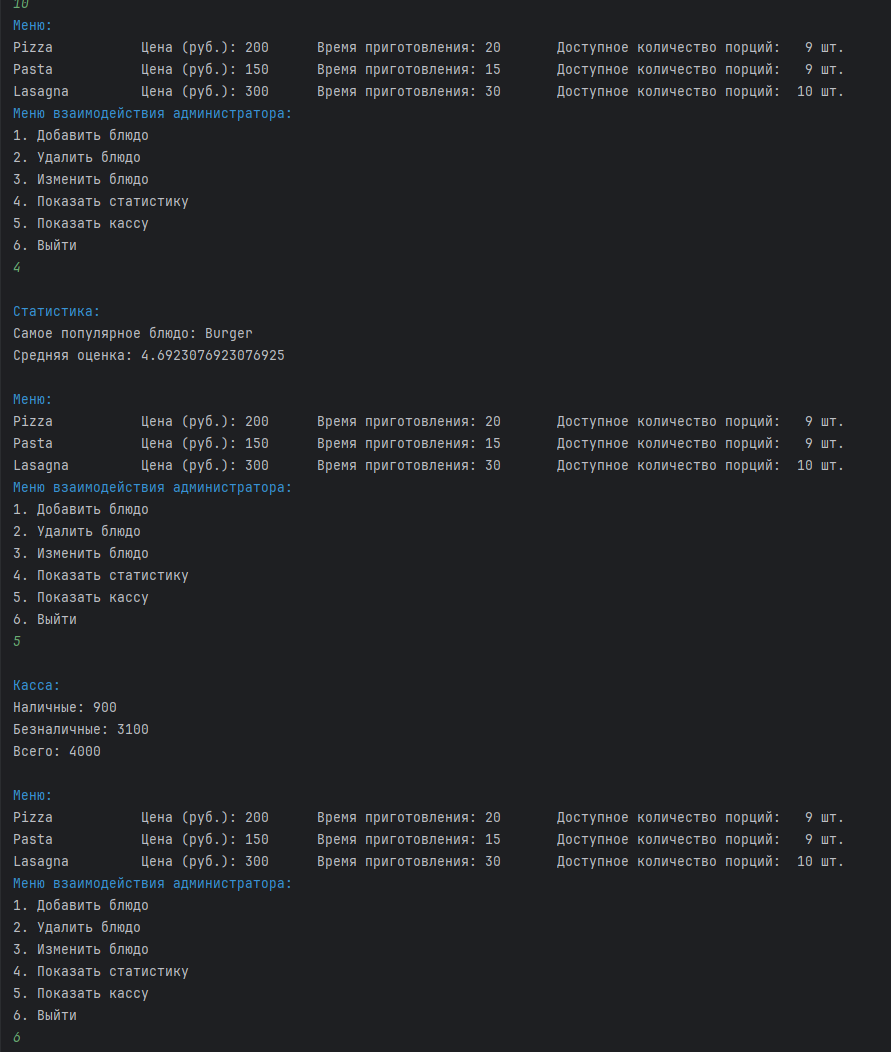 10
Меню:
Pizza Цена (руб.): 200 Время приготовления: 20 Доступное количество порций: 9 шт.
Pasta Цена (руб.): 150 Время приготовления: 15 Доступное количество порций: 9 шт.
Lasagna Цена (руб.): 300 Время приготовления: 30 Доступное количество порций: 10 шт.
Меню взаимодействия администратора:
1. Добавить блюдо
2. Удалить блюдо
3. Изменить блюдо
4. Показать статистику
5. Показать кассу
6. Выйти
4
Статистика:
Самое популярное блюдо: Burger
Средняя оценка: 4.6923076923076925
Меню:
Pizza Цена (руб.): 200 Время приготовления: 20 Доступное количество порций: 9 шт.
Pasta Цена (руб.): 150 Время приготовления: 15 Доступное количество порций: 9 шт.
Lasagna Цена (руб.): 300 Время приготовления: 30 Доступное количество порций: 10 шт.
Меню взаимодействия администратора:
1. Добавить блюдо
2. Удалить блюдо
3. Изменить блюдо
4. Показать статистику
5. Показать кассу
6. Выйти
5
Касса:
Наличные: 900
Безналичные: 3100
Всего: 4000
Меню:
Pizza Цена (руб.): 200 Время приготовления: 20 Доступное количество порций: 9 шт.
Pasta Цена (руб.): 150 Время приготовления: 15 Доступное количество порций: 9 шт.
Lasagna Цена (руб.): 300 Время приготовления: 30 Доступное количество порций: 10 шт.
Меню взаимодействия администратора:
1. Добавить блюдо
2. Удалить блюдо
3. Изменить блюдо
4. Показать статистику
5. Показать кассу
6. Выйти
6